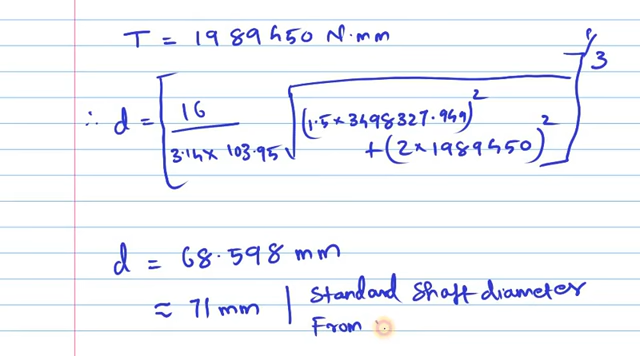 T = 1989450 N·mm
∴ d = [16/(3.14 × 103.95) √((1.5 × 3498327.949)² + (2 × 1989450)²)]^(1/3)
d = 68.598 mm
≈ 71 mm | Standard Shaft diameter
From